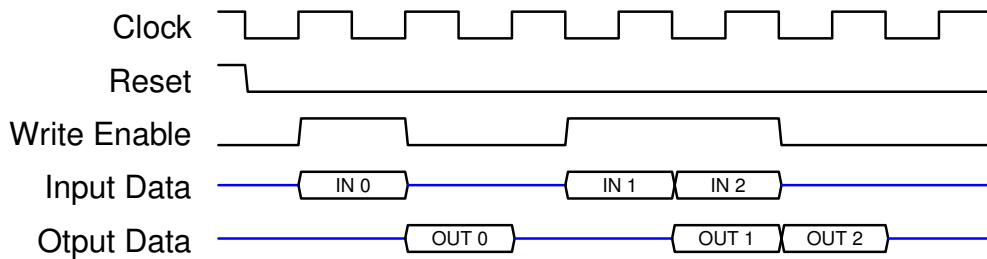 Clock
Reset
Write Enable
Input Data IN 0 IN 1 IN 2
Otput Data OUT 0 OUT 1 OUT 2